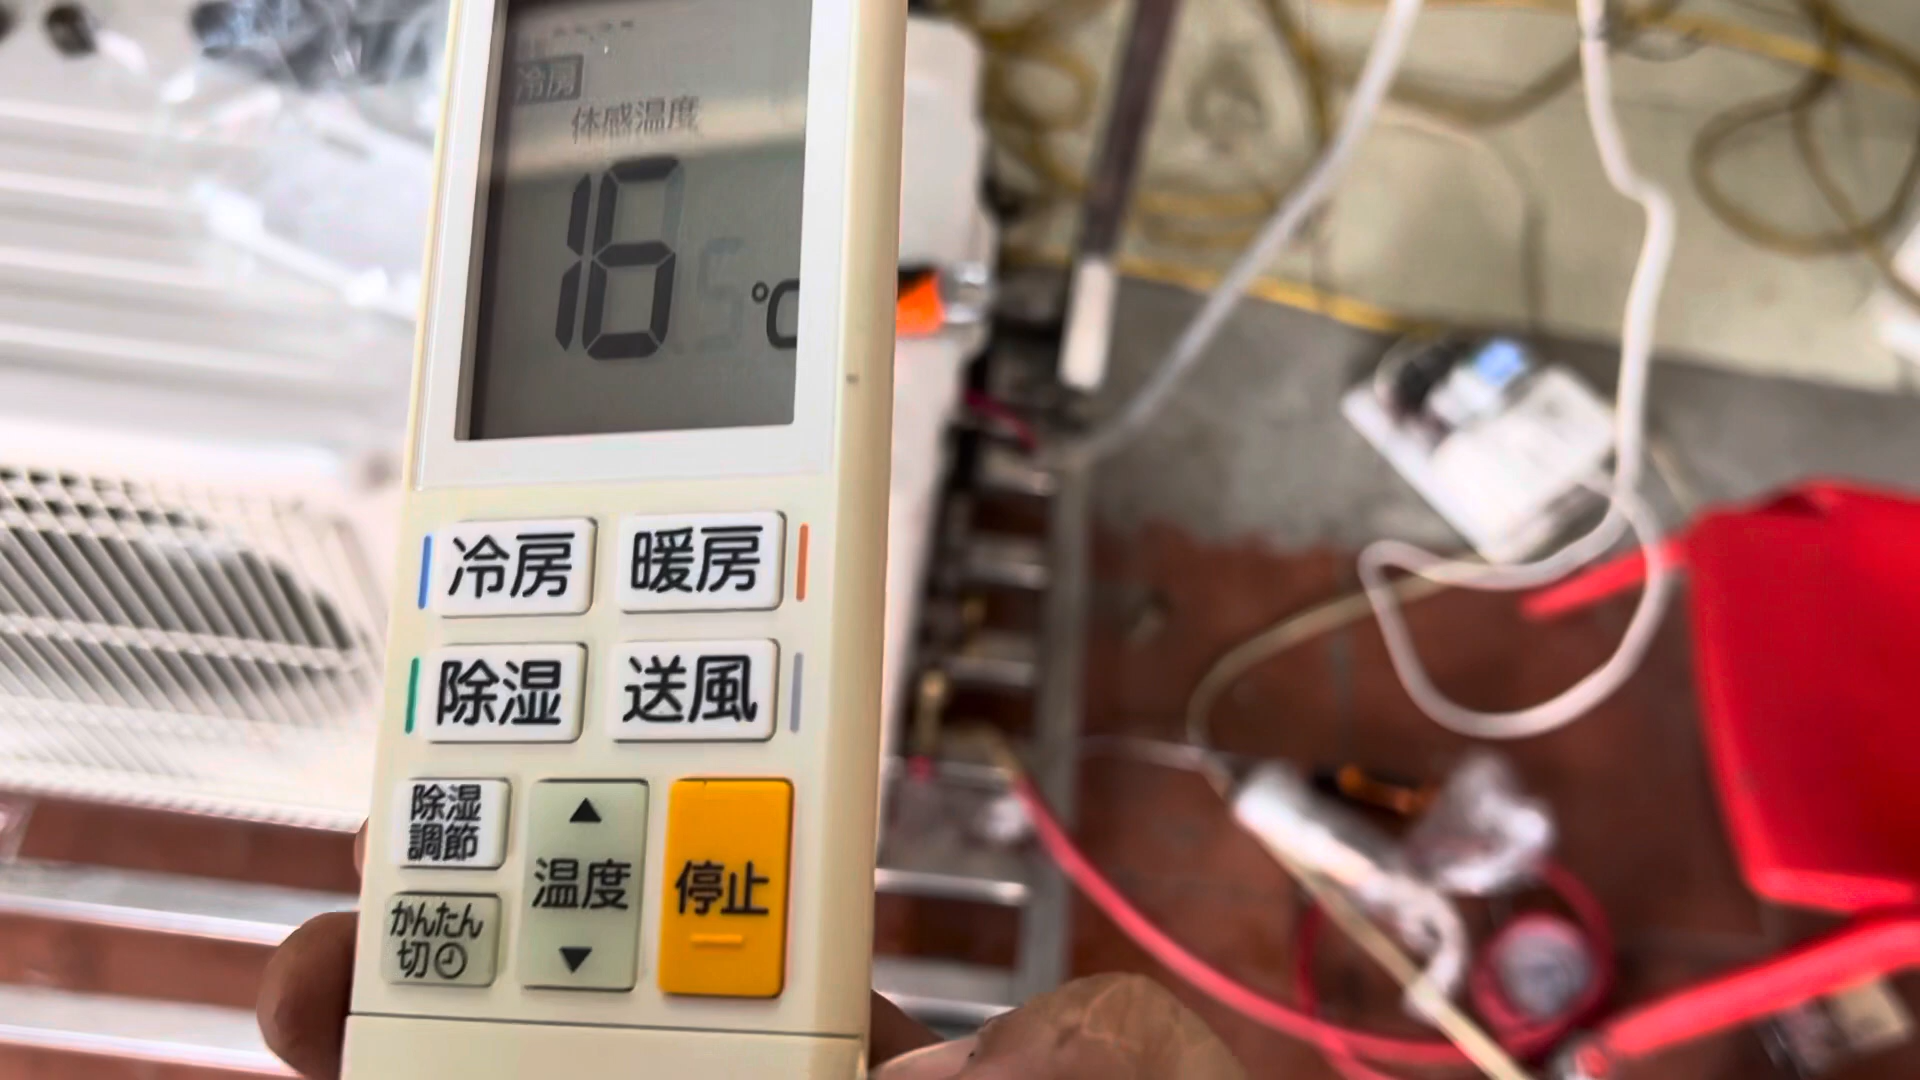 冷房
体感温度
16 ℃
冷房 暖房
除湿 送風
除湿
調節
温度
停止
かんたん
切